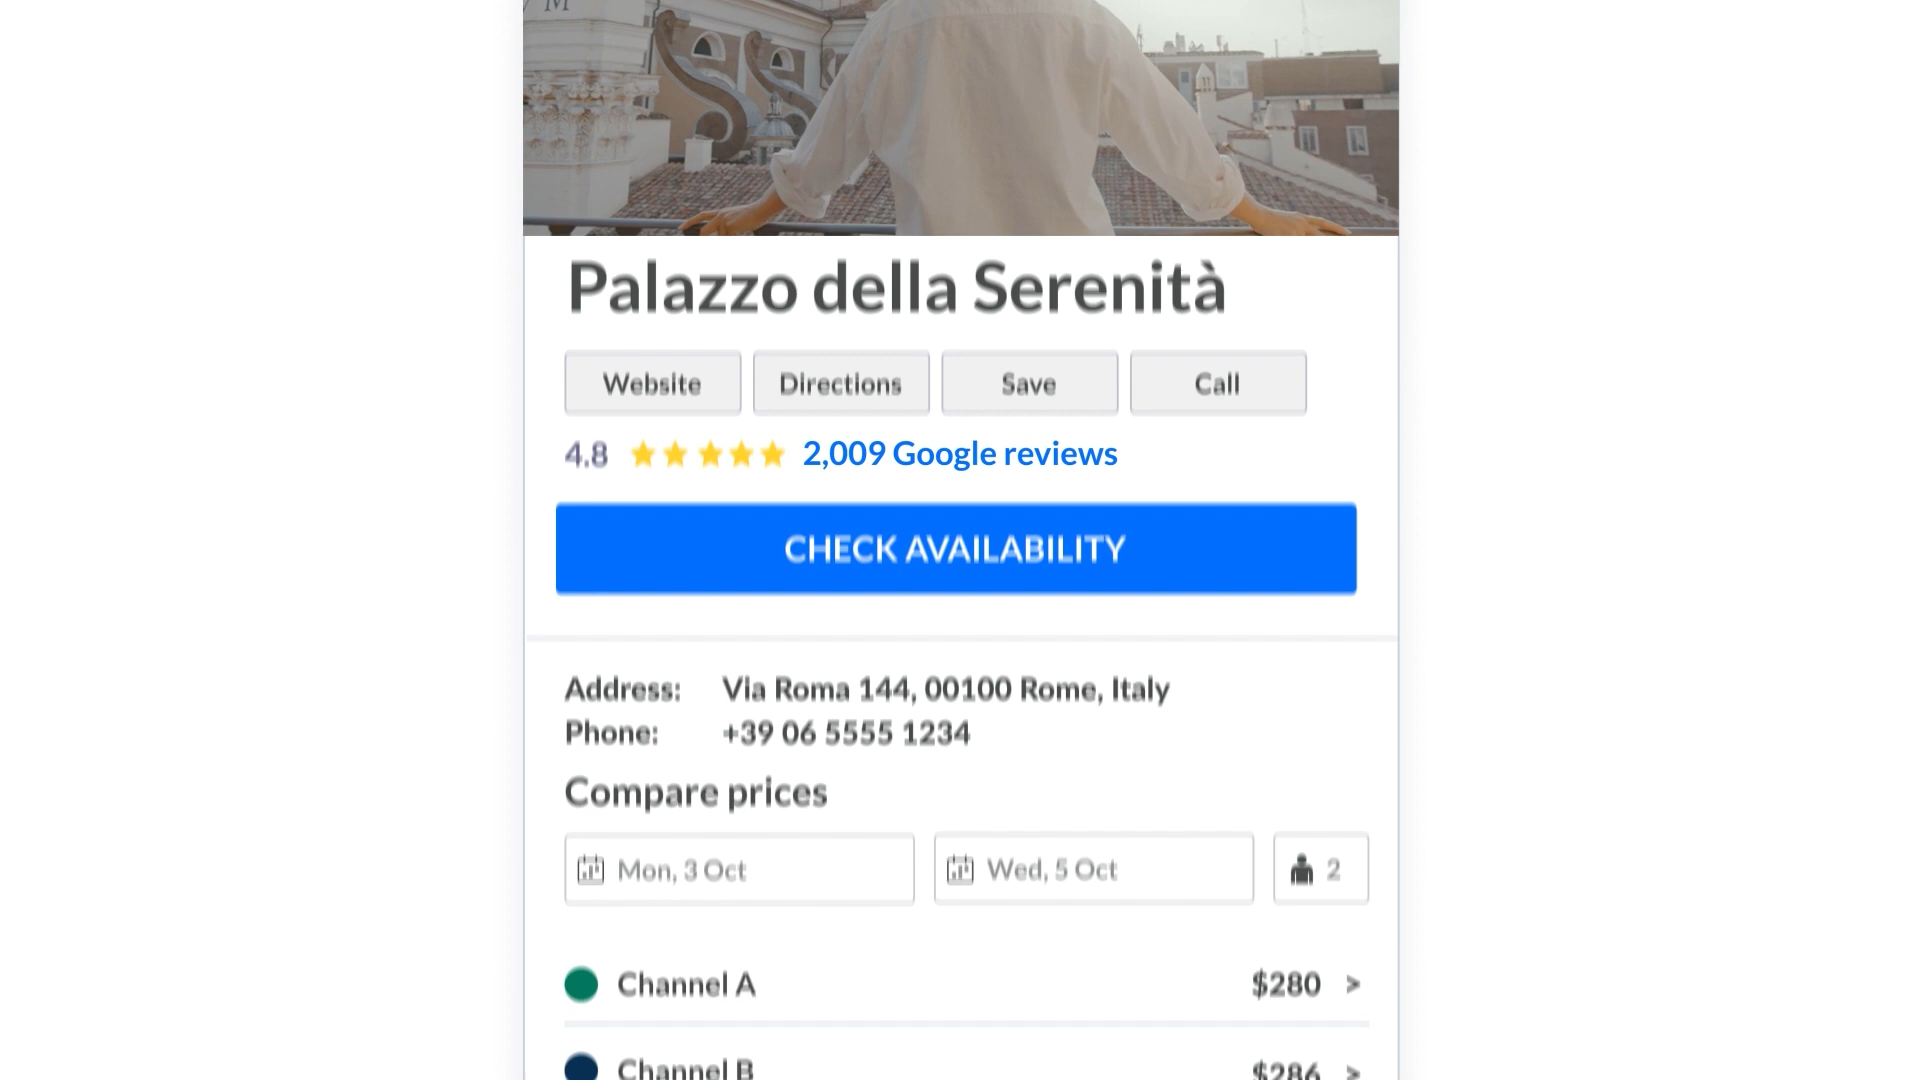 M
Palazzo della Serenità
Website Directions Save Call
4.8 2,009 Google reviews
CHECK AVAILABILITY
Address: Via Roma 144, 00100 Rome, Italy
Phone: +39 06 5555 1234
Compare prices
Mon, 3 Oct Wed, 5 Oct 2
Channel A $280 >
Channel B $286 >